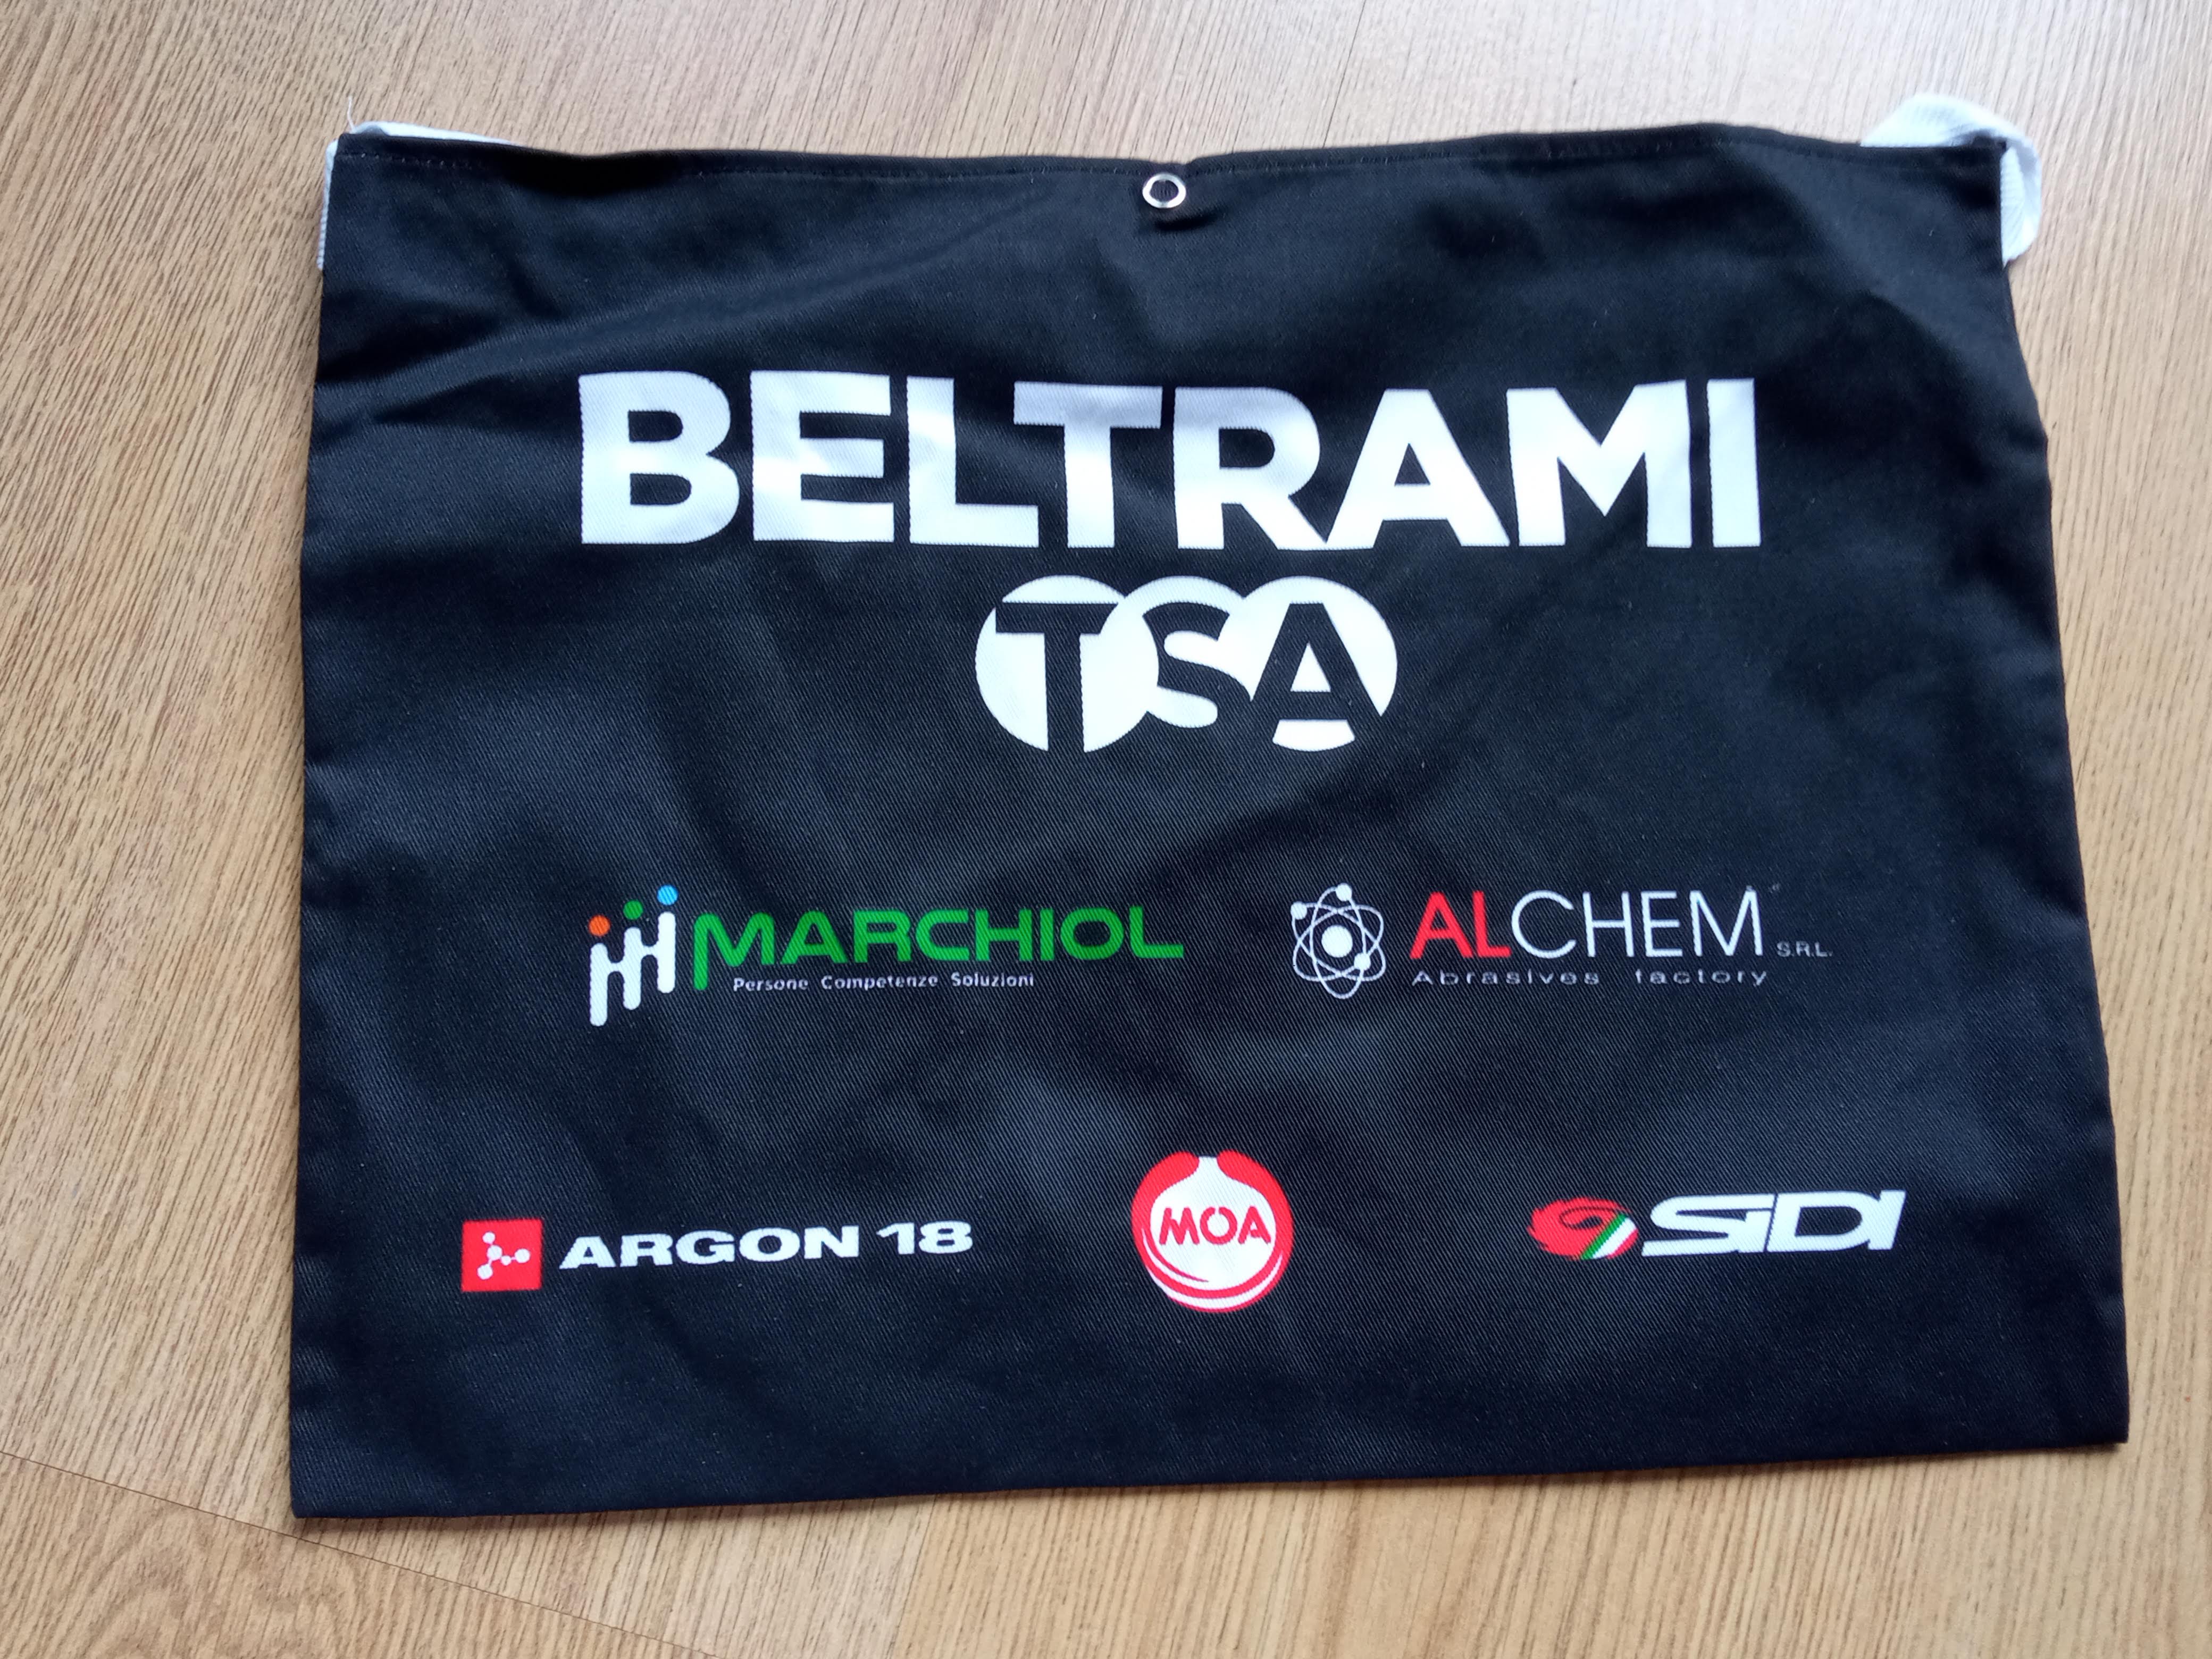 BELTRAMI
TSA
MARCHIOL
Persone Competenze Soluzioni
ALCHEM S.R.L.
Abrasives factory
ARGON 18
MOA
SiDI